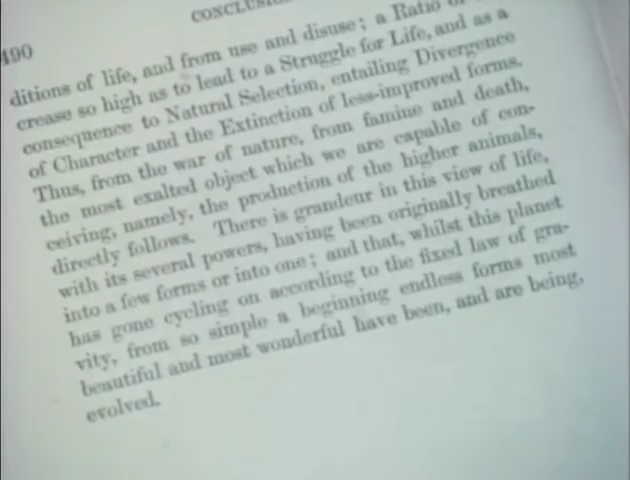 490
ditions of life, and from use and disuse; a Ratio
crease so high as to lead to a Struggle for Life, and as a
consequence to Natural Selection, entailing Divergence
of Character and the Extinction of less-improved forms.
Thus, from the war of nature, from famine and death,
the most exalted object which we are capable of con-
ceiving, namely, the production of the higher animals,
directly follows. There is grandeur in this view of life,
with its several powers, having been originally breathed
into a few forms or into one; and that, whilst this planet
has gone cycling on according to the fixed law of gra-
vity, from so simple a beginning endless forms most
beautiful and most wonderful have been, and are being,
evolved.